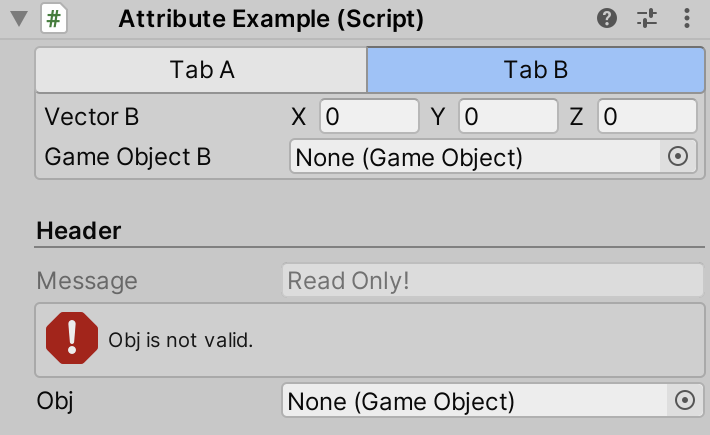 # Attribute Example (Script)
Tab A Tab B
Vector B X 0 Y 0 Z 0
Game Object B None (Game Object)
Header
Message Read Only!
Obj is not valid.
Obj None (Game Object)